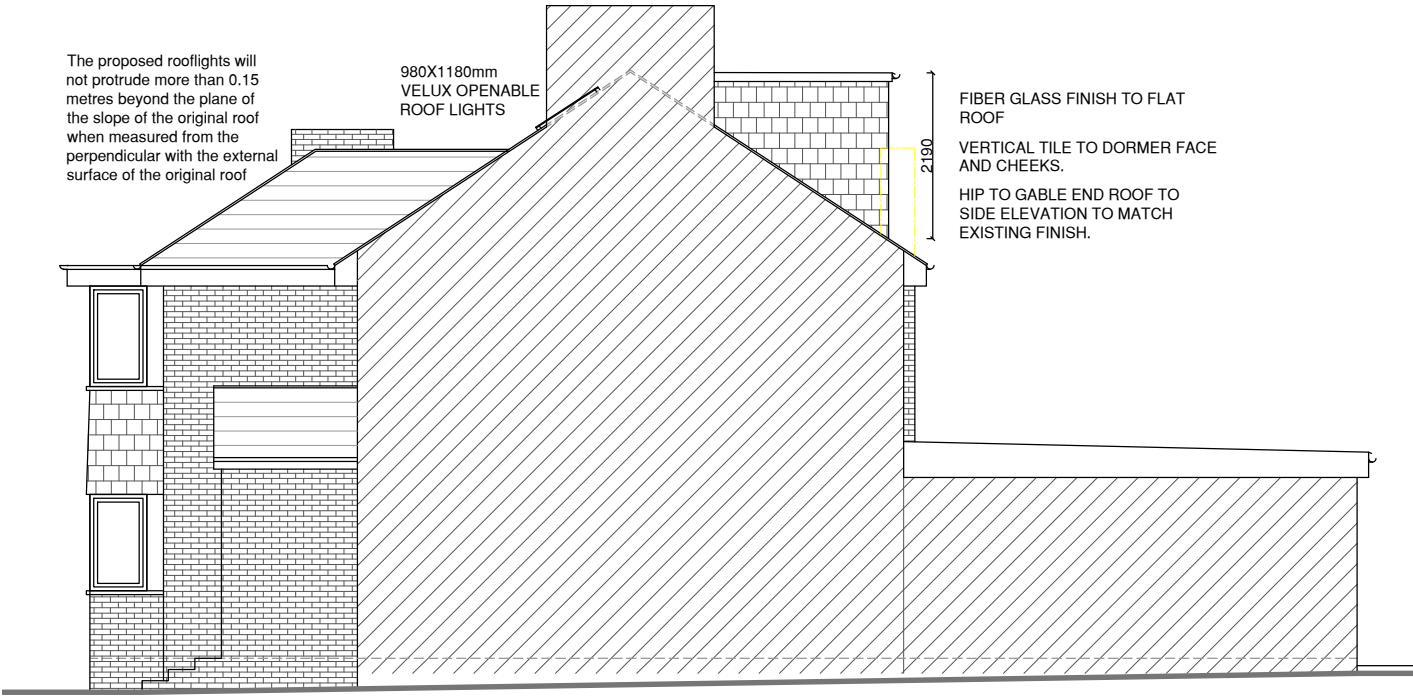 The proposed rooflights will
not protrude more than 0.15
metres beyond the plane of
the slope of the original roof
when measured from the
perpendicular with the external
surface of the original roof
980X1180mm
VELUX OPENABLE
ROOF LIGHTS
2190
FIBER GLASS FINISH TO FLAT
ROOF
VERTICAL TILE TO DORMER FACE
AND CHEEKS.
HIP TO GABLE END ROOF TO
SIDE ELEVATION TO MATCH
EXISTING FINISH.